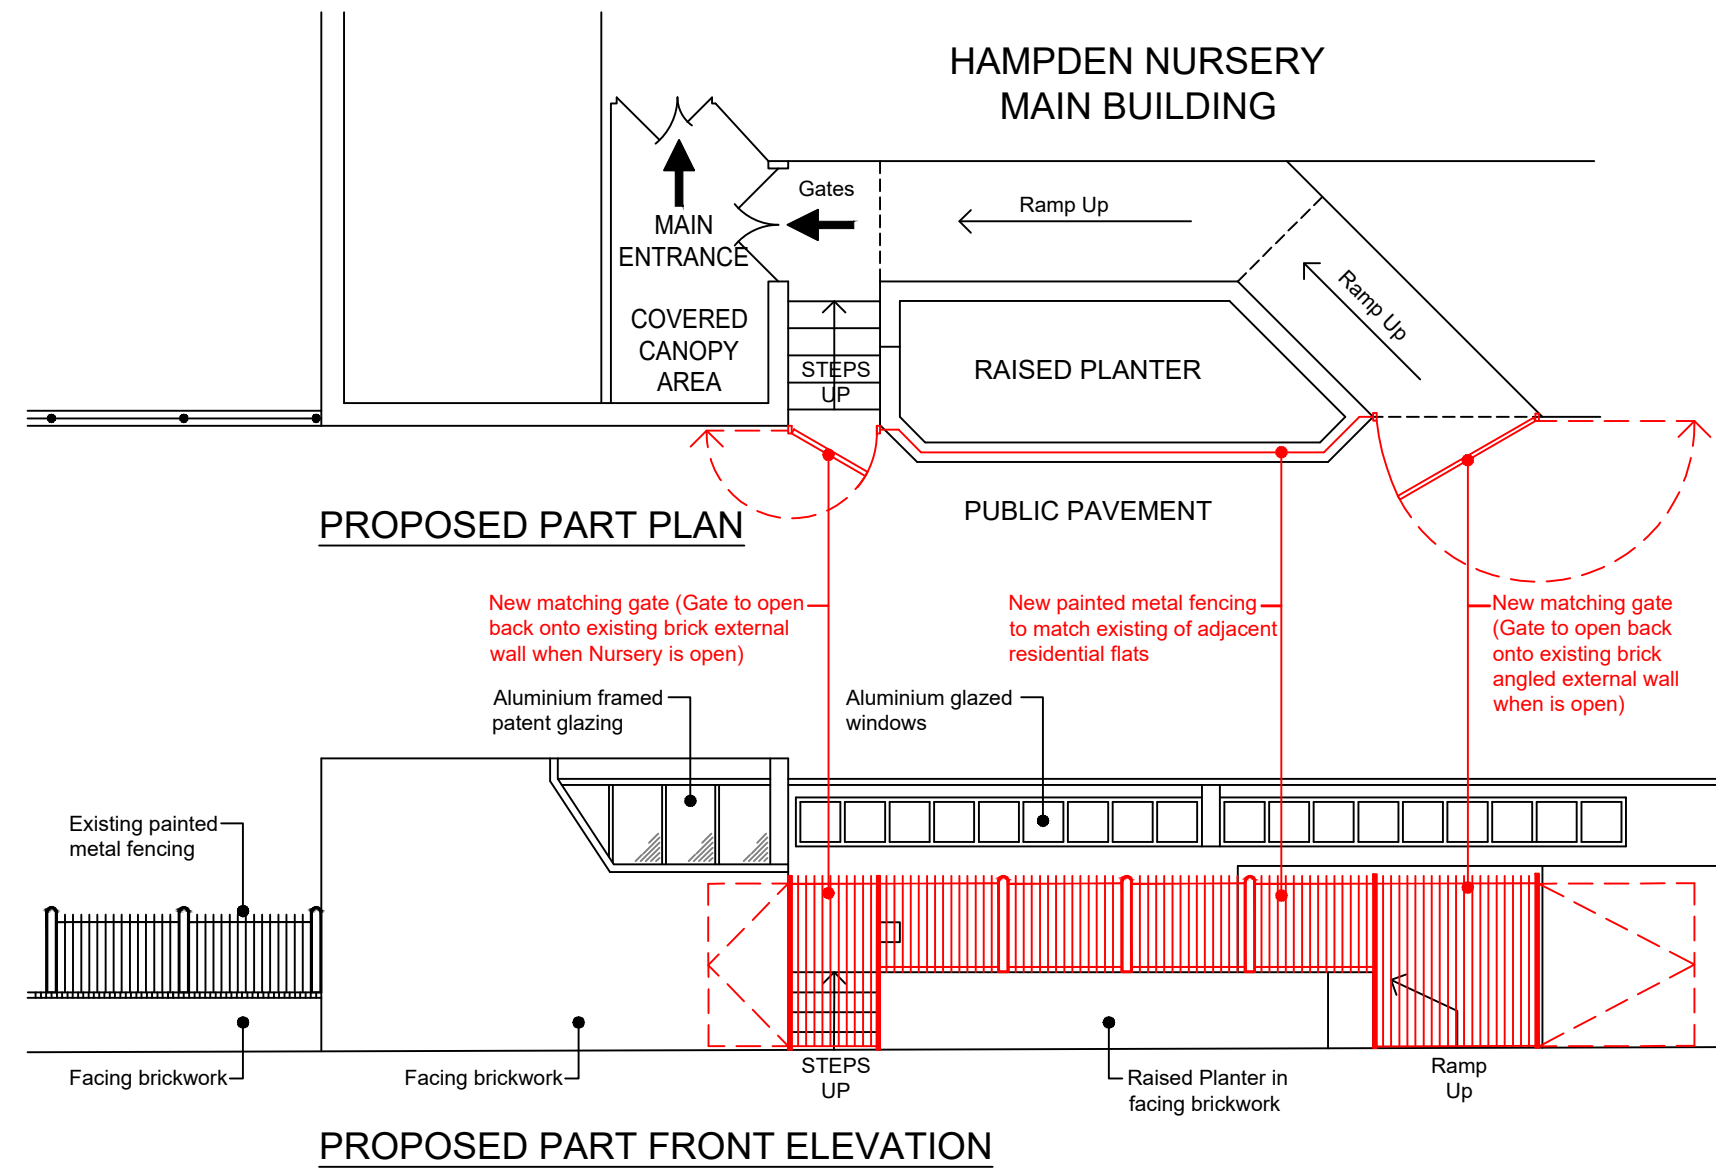 HAMPDEN NURSERY
MAIN BUILDING
Gates
Ramp Up
MAIN
ENTRANCE
Ramp Up
COVERED
CANOPY
AREA
STEPS
UP
RAISED PLANTER
PUBLIC PAVEMENT
PROPOSED PART PLAN
New matching gate (Gate to open
back onto existing brick external
wall when Nursery is open)
New painted metal fencing
to match existing of adjacent
residential flats
New matching gate
(Gate to open back
onto existing brick
angled external wall
when is open)
Aluminium framed
patent glazing
Aluminium glazed
windows
Existing painted
metal fencing
Facing brickwork
Facing brickwork
STEPS
UP
Raised Planter in
facing brickwork
Ramp
Up
PROPOSED PART FRONT ELEVATION